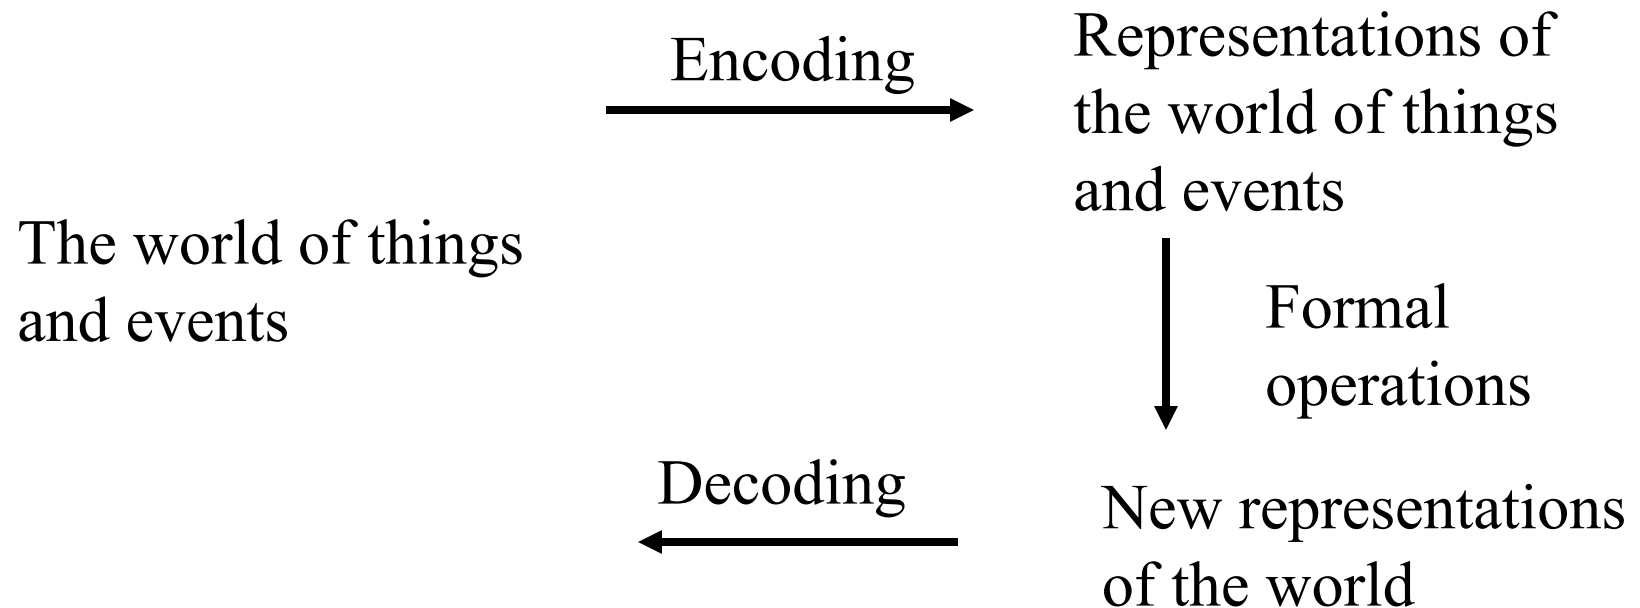 The world of things
and events
Encoding
Representations of
the world of things
and events
Formal
operations
Decoding
New representations
of the world